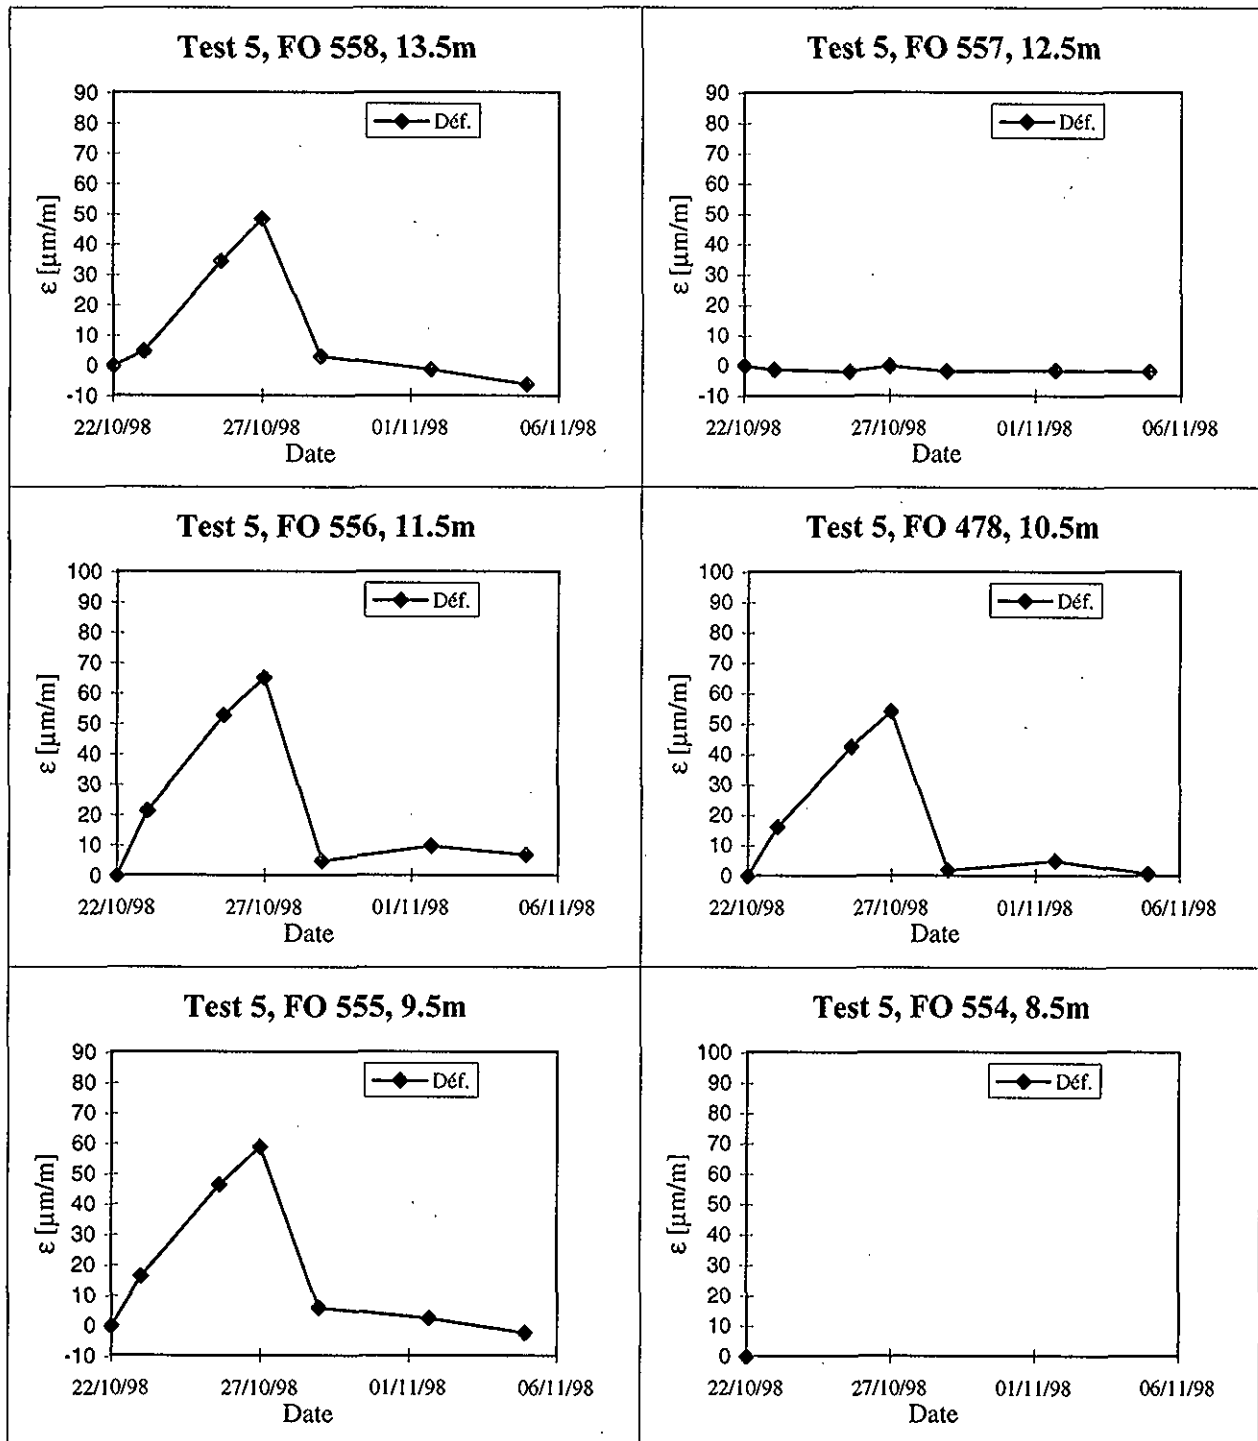 Test 5, FO 558, 13.5m
Déf.
90
80
70
60
50
40
30
20
10
0
-10
ε [µm/m]
22/10/98 27/10/98 01/11/98 06/11/98
Date
Test 5, FO 557, 12.5m
Déf.
90
80
70
60
50
40
30
20
10
0
-10
ε [µm/m]
22/10/98 27/10/98 01/11/98 06/11/98
Date
Test 5, FO 556, 11.5m
Déf.
100
90
80
70
60
50
40
30
20
10
0
ε [µm/m]
22/10/98 27/10/98 01/11/98 06/11/98
Date
Test 5, FO 478, 10.5m
Déf.
100
90
80
70
60
50
40
30
20
10
0
ε [µm/m]
22/10/98 27/10/98 01/11/98 06/11/98
Date
Test 5, FO 555, 9.5m
Déf.
90
80
70
60
50
40
30
20
10
0
-10
ε [µm/m]
22/10/98 27/10/98 01/11/98 06/11/98
Date
Test 5, FO 554, 8.5m
Déf.
100
90
80
70
60
50
40
30
20
10
0
ε [µm/m]
22/10/98 27/10/98 01/11/98 06/11/98
Date